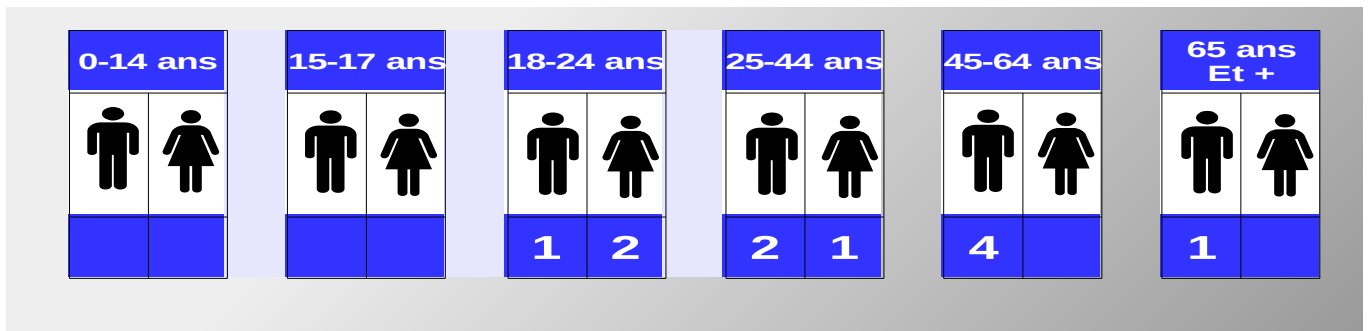 0-14 ans
15-17 ans
18-24 ans
25-44 ans
45-64 ans
65 ans
Et +
1 2
2 1
4
1